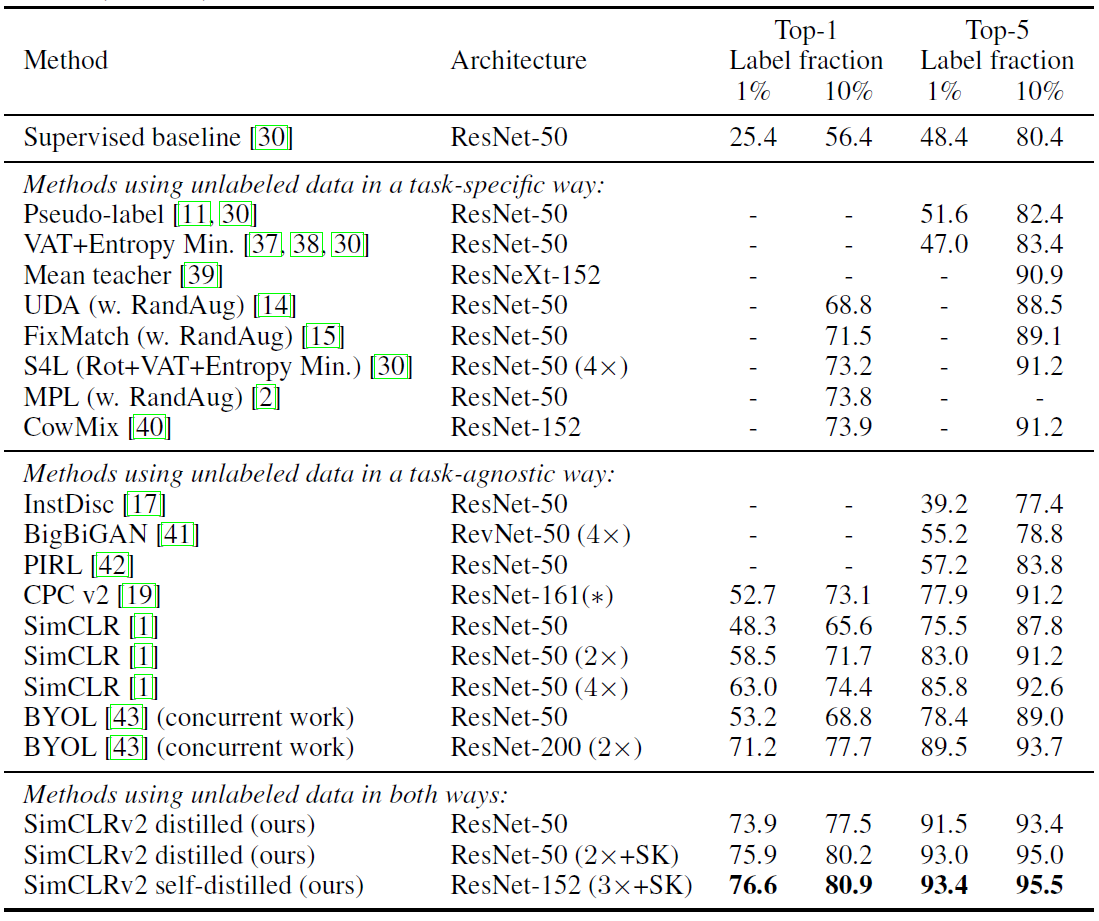 Top-1 Top-5
Method Architecture Label fraction Label fraction
1% 10% 1% 10%
Supervised baseline [30] ResNet-50 25.4 56.4 48.4 80.4
Methods using unlabeled data in a task-specific way:
Pseudo-label [11, 30] ResNet-50 - - 51.6 82.4
VAT+Entropy Min. [37, 38, 30] ResNet-50 - - 47.0 83.4
Mean teacher [39] ResNeXt-152 - - - 90.9
UDA (w. RandAug) [14] ResNet-50 - 68.8 - 88.5
FixMatch (w. RandAug) [15] ResNet-50 - 71.5 - 89.1
S4L (Rot+VAT+Entropy Min.) [30] ResNet-50 (4×) - 73.2 - 91.2
MPL (w. RandAug) [2] ResNet-50 - 73.8 - -
CowMix [40] ResNet-152 - 73.9 - 91.2
Methods using unlabeled data in a task-agnostic way:
InstDisc [17] ResNet-50 - - 39.2 77.4
BigBiGAN [41] RevNet-50 (4×) - - 55.2 78.8
PIRL [42] ResNet-50 - - 57.2 83.8
CPC v2 [19] ResNet-161(∗) 52.7 73.1 77.9 91.2
SimCLR [1] ResNet-50 48.3 65.6 75.5 87.8
SimCLR [1] ResNet-50 (2×) 58.5 71.7 83.0 91.2
SimCLR [1] ResNet-50 (4×) 63.0 74.4 85.8 92.6
BYOL [43] (concurrent work) ResNet-50 53.2 68.8 78.4 89.0
BYOL [43] (concurrent work) ResNet-200 (2×) 71.2 77.7 89.5 93.7
Methods using unlabeled data in both ways:
SimCLRv2 distilled (ours) ResNet-50 73.9 77.5 91.5 93.4
SimCLRv2 distilled (ours) ResNet-50 (2×+SK) 75.9 80.2 93.0 95.0
SimCLRv2 self-distilled (ours) ResNet-152 (3×+SK) 76.6 80.9 93.4 95.5